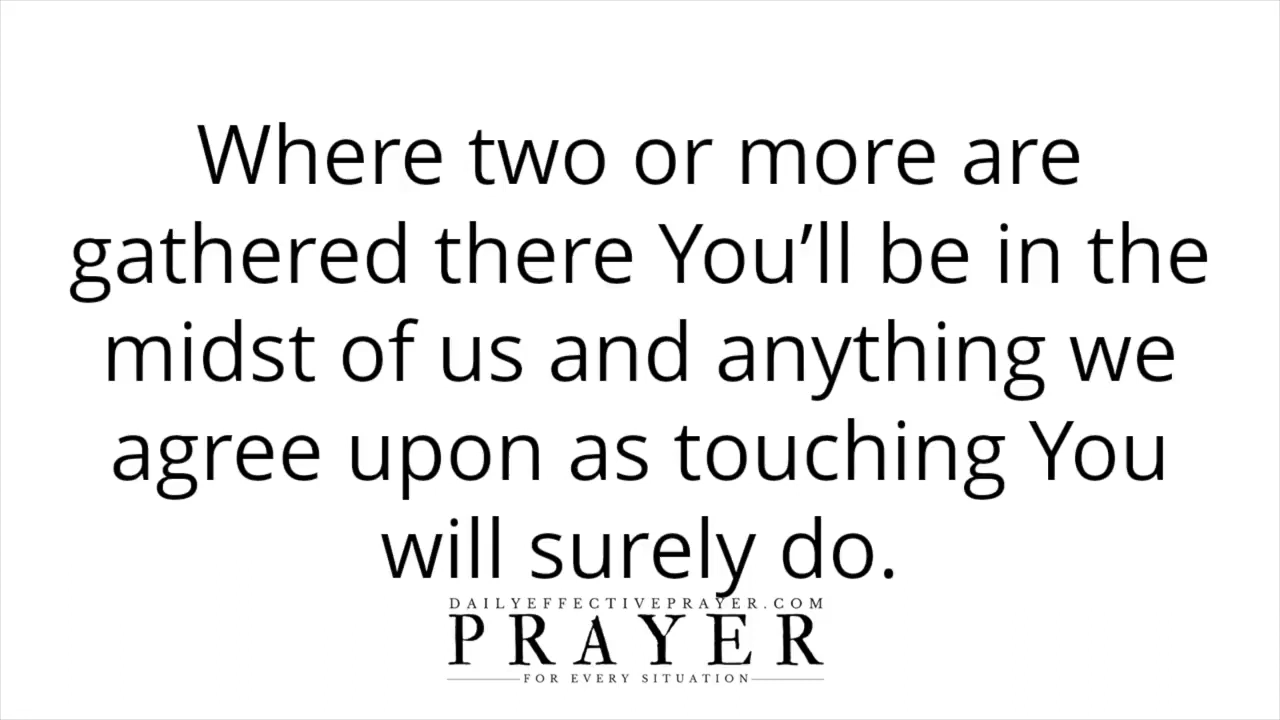 Where two or more are
gathered there You’ll be in the
midst of us and anything we
agree upon as touching You
will surely do.
DAILYEFFECTIVEPRAYER.COM
PRAYER
FOR EVERY SITUATION